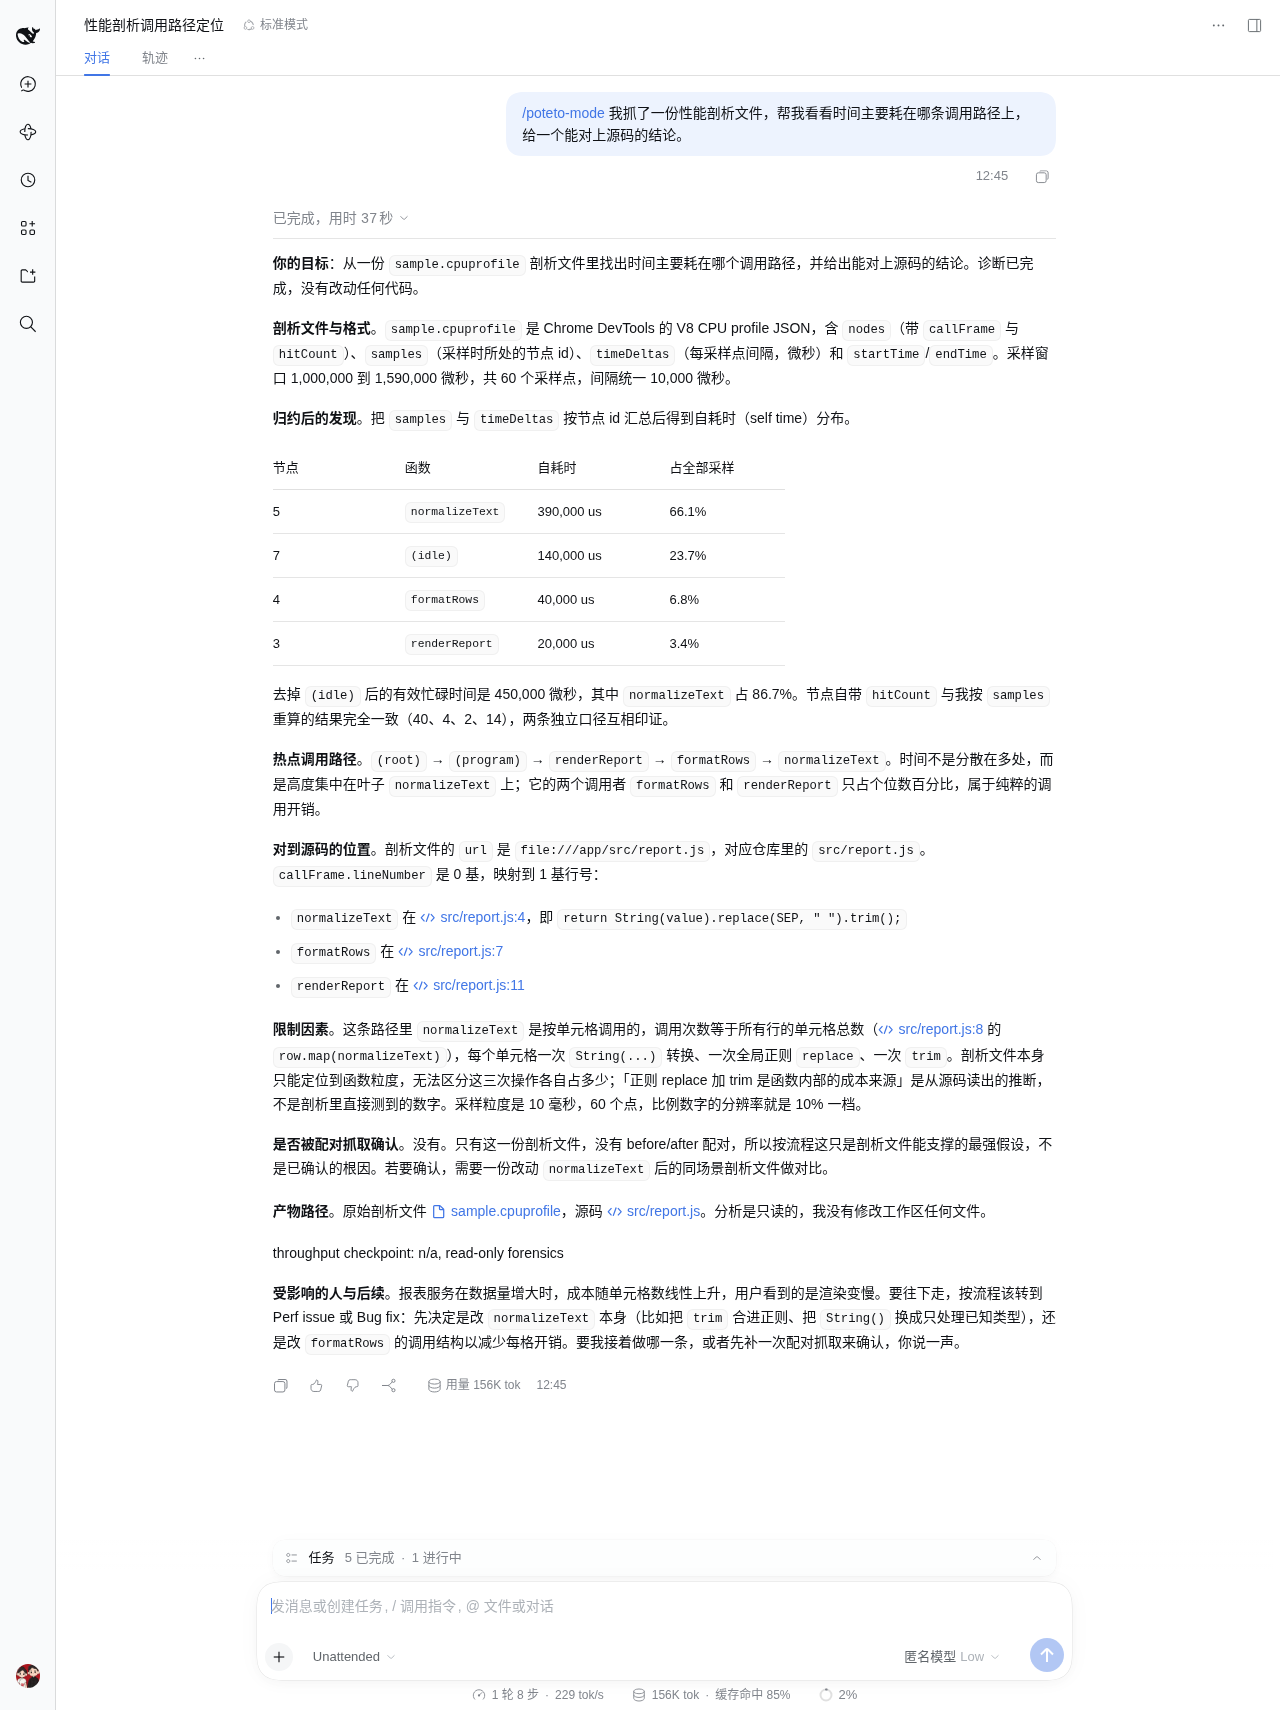 性能剖析调用路径定位 标准模式
对话 轨迹 ···
/poteto-mode 我抓了一份性能剖析文件，帮我看看时间主要耗在哪条调用路径上，
给一个能对上源码的结论。
12:45
已完成，用时 37秒
你的目标：从一份 sample.cpuprofile 剖析文件里找出时间主要耗在哪个调用路径，并给出能对上源码的结论。诊断已完
成，没有改动任何代码。
剖析文件与格式。sample.cpuprofile 是 Chrome DevTools 的 V8 CPU profile JSON，含 nodes（带 callFrame 与
hitCount）、samples（采样时所处的节点 id）、timeDeltas（每采样点间隔，微秒）和 startTime/endTime。采样窗
口 1,000,000 到 1,590,000 微秒，共 60 个采样点，间隔统一 10,000 微秒。
归约后的发现。把 samples 与 timeDeltas 按节点 id 汇总后得到自耗时（self time）分布。
节点 函数 自耗时 占全部采样
5 normalizeText 390,000 us 66.1%
7 (idle) 140,000 us 23.7%
4 formatRows 40,000 us 6.8%
3 renderReport 20,000 us 3.4%
去掉 (idle) 后的有效忙碌时间是 450,000 微秒，其中 normalizeText 占 86.7%。节点自带 hitCount 与我按 samples
重算的结果完全一致（40、4、2、14），两条独立口径互相印证。
热点调用路径。(root) → (program) → renderReport → formatRows → normalizeText。时间不是分散在多处，而
是高度集中在叶子 normalizeText 上；它的两个调用者 formatRows 和 renderReport 只占个位数百分比，属于纯粹的调
用开销。
对到源码的位置。剖析文件的 url 是 file:///app/src/report.js，对应仓库里的 src/report.js。
callFrame.lineNumber 是 0 基，映射到 1 基行号：
• normalizeText 在 src/report.js:4，即 return String(value).replace(SEP, " ").trim();
• formatRows 在 src/report.js:7
• renderReport 在 src/report.js:11
限制因素。这条路径里 normalizeText 是按单元格调用的，调用次数等于所有行的单元格总数（src/report.js:8 的
row.map(normalizeText)），每个单元格一次 String(...) 转换、一次全局正则 replace、一次 trim。剖析文件本身
只能定位到函数粒度，无法区分这三次操作各自占多少；「正则 replace 加 trim 是函数内部的成本来源」是从源码读出的推断，
不是剖析里直接测到的数字。采样粒度是 10 毫秒，60 个点，比例数字的分辨率就是 10% 一档。
是否被配对抓取确认。没有。只有这一份剖析文件，没有 before/after 配对，所以按流程这只是剖析文件能支撑的最强假设，不
是已确认的根因。若要确认，需要一份改动 normalizeText 后的同场景剖析文件做对比。
产物路径。原始剖析文件 sample.cpuprofile，源码 src/report.js。分析是只读的，我没有修改工作区任何文件。
throughput checkpoint: n/a, read-only forensics
受影响的人与后续。报表服务在数据量增大时，成本随单元格数线性上升，用户看到的是渲染变慢。要往下走，按流程该转到
Perf issue 或 Bug fix：先决定是改 normalizeText 本身（比如把 trim 合进正则、把 String() 换成只处理已知类型），还
是改 formatRows 的调用结构以减少每格开销。要我接着做哪一条，或者先补一次配对抓取来确认，你说一声。
用量 156K tok 12:45
任务 5 已完成 · 1 进行中
发消息或创建任务, / 调用指令, @ 文件或对话
Unattended 匿名模型 Low
1 轮 8 步 · 229 tok/s 156K tok · 缓存命中 85% 2%